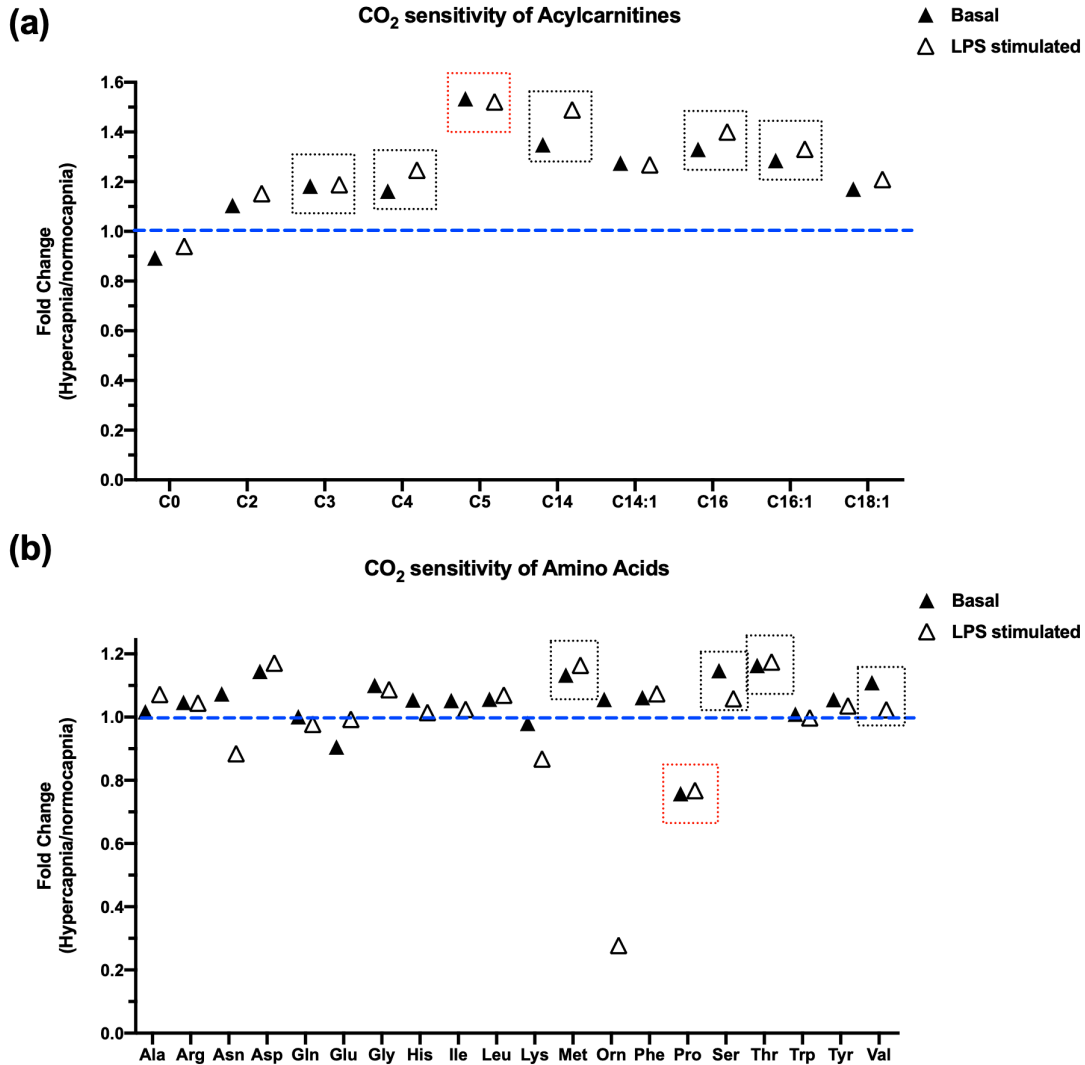 (a)
CO2 sensitivity of Acylcarnitines
Basal
LPS stimulated
Fold Change
(Hypercapnia/normocapnia)
1.6
1.4
1.2
1.0
0.8
0.6
0.4
0.2
0.0
C0 C2 C3 C4 C5 C14 C14:1 C16 C16:1 C18:1
(b)
CO2 sensitivity of Amino Acids
Basal
LPS stimulated
Fold Change
(Hypercapnia/normocapnia)
1.2
1.0
0.8
0.6
0.4
0.2
0.0
Ala Arg Asn Asp Gln Glu Gly His Ile Leu Lys Met Orn Phe Pro Ser Thr Trp Tyr Val